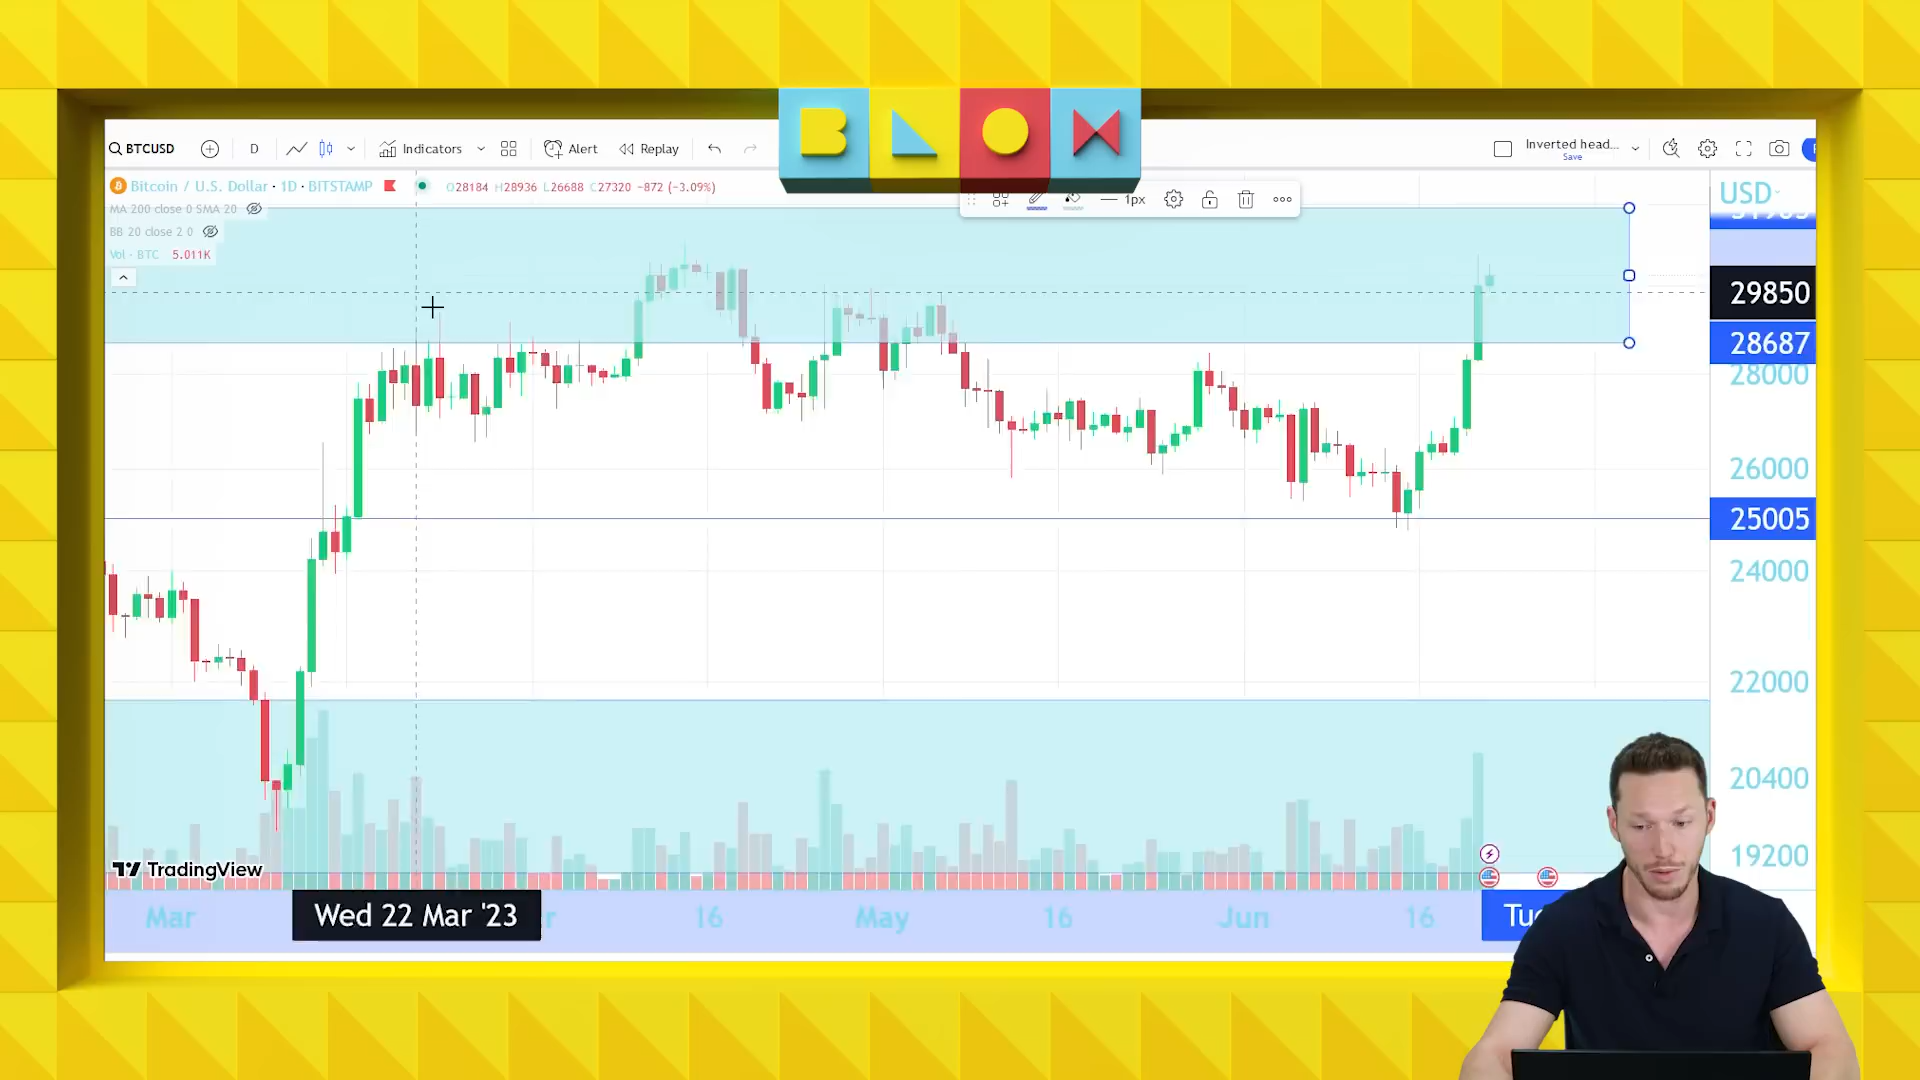 BLOX
BTCUSD
D
Indicators
Alert
Replay
Inverted head...
Save
Bitcoin / U.S. Dollar · 1D · BITSTAMP
O28184 H28936 L26688 C27320 −872 (−3.09%)
MA 200 close 0 SMA 20
BB 20 close 2 0
Vol · BTC 5.011K
1px
USD
29850
28687
28000
26000
25005
24000
22000
20400
19200
TradingView
Mar
Wed 22 Mar '23
16
May
16
Jun
16